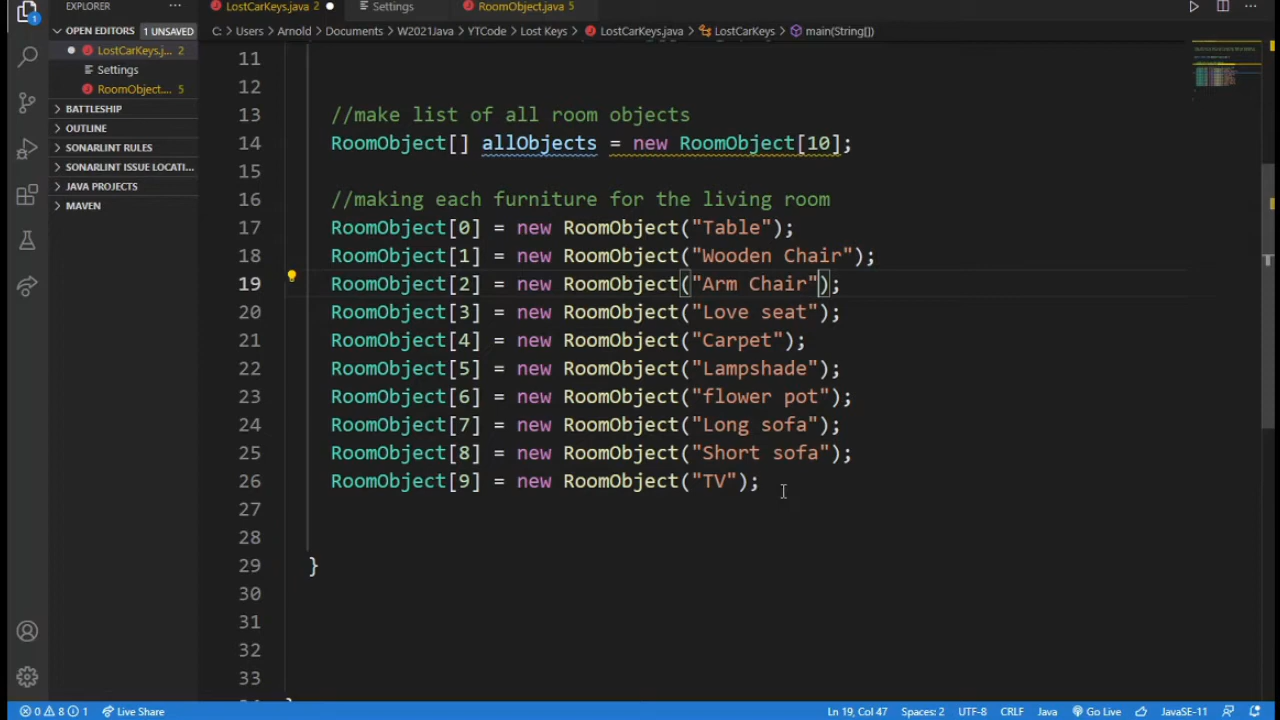 EXPLORER
···
LostCarKeys.java 2
Settings
RoomObject.java 5
OPEN EDITORS 1 UNSAVED
C: > Users > Arnold > Documents > W2021Java > YTCode > Lost Keys > LostCarKeys.java > LostCarKeys > main(String[])
LostCarKeys.j... 2
Settings
RoomObject.... 5
BATTLESHIP
OUTLINE
SONARLINT RULES
SONARLINT ISSUE LOCATI...
JAVA PROJECTS
MAVEN
1
11
12
13 //make list of all room objects
14 RoomObject[] allObjects = new RoomObject[10];
15
16 //making each furniture for the living room
17 RoomObject[0] = new RoomObject("Table");
18 RoomObject[1] = new RoomObject("Wooden Chair");
19 RoomObject[2] = new RoomObject("Arm Chair");
20 RoomObject[3] = new RoomObject("Love seat");
21 RoomObject[4] = new RoomObject("Carpet");
22 RoomObject[5] = new RoomObject("Lampshade");
23 RoomObject[6] = new RoomObject("flower pot");
24 RoomObject[7] = new RoomObject("Long sofa");
25 RoomObject[8] = new RoomObject("Short sofa");
26 RoomObject[9] = new RoomObject("TV");
27
28
29 }
30
31
32
33
0 8 1 Live Share
Ln 19, Col 47 Spaces: 2 UTF-8 CRLF Java Go Live JavaSE-11